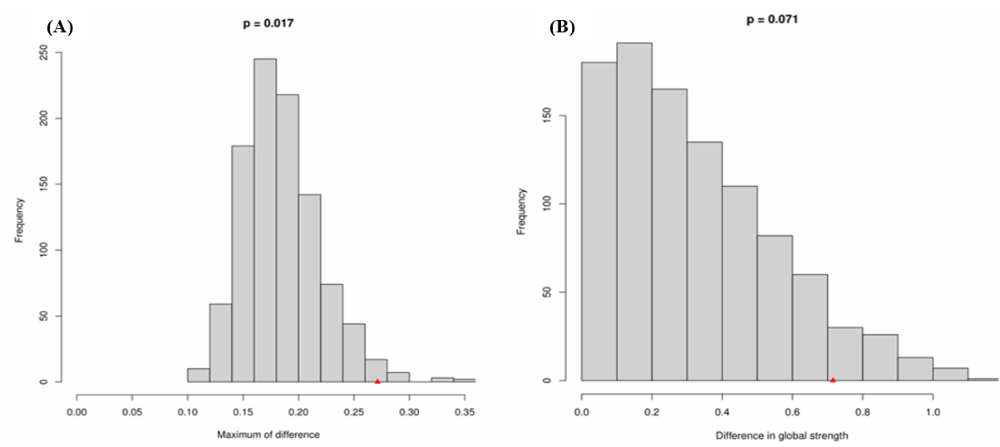 (A)
p = 0.017
Frequency
250
200
150
100
50
0
0.00 0.05 0.10 0.15 0.20 0.25 0.30 0.35
Maximum of difference
(B)
p = 0.071
Frequency
150
100
50
0
0.0 0.2 0.4 0.6 0.8 1.0
Difference in global strength